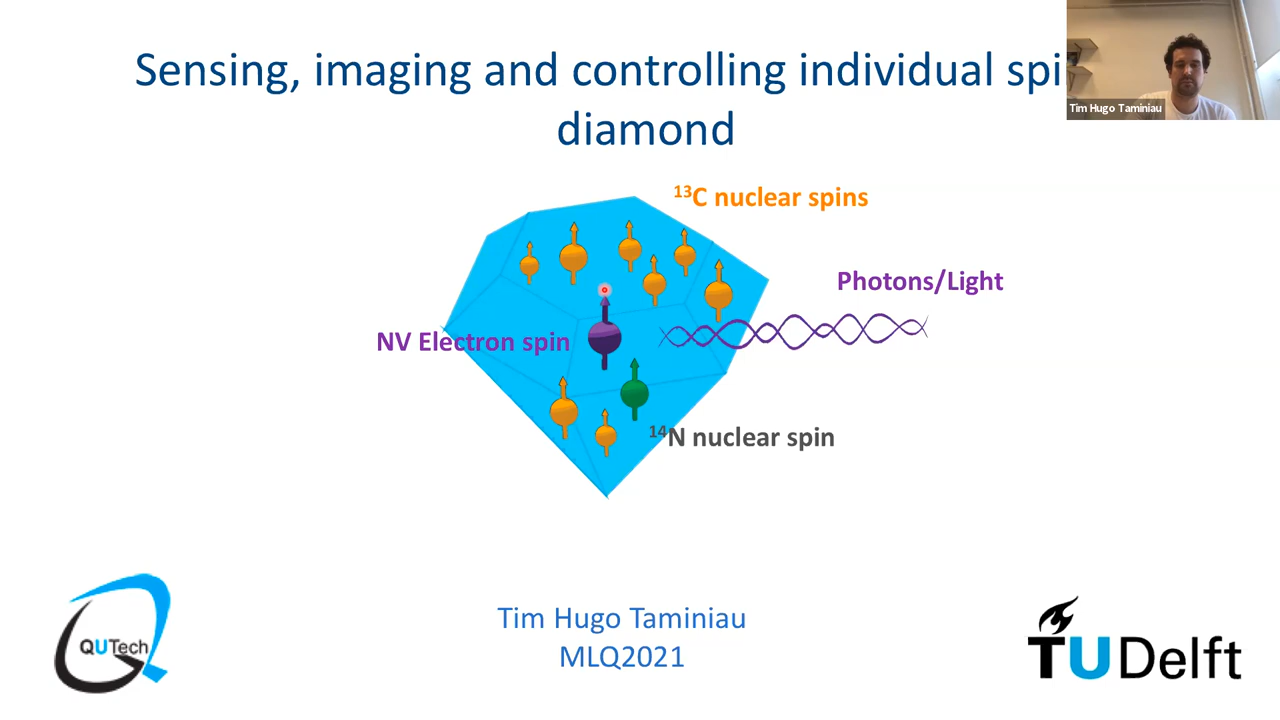 Sensing, imaging and controlling individual
diamond
Tim Hugo Taminiau
¹³C nuclear spins
Photons/Light
NV Electron spin
¹⁴N nuclear spin
Tim Hugo Taminiau
MLQ2021
QUTech
TUDelft